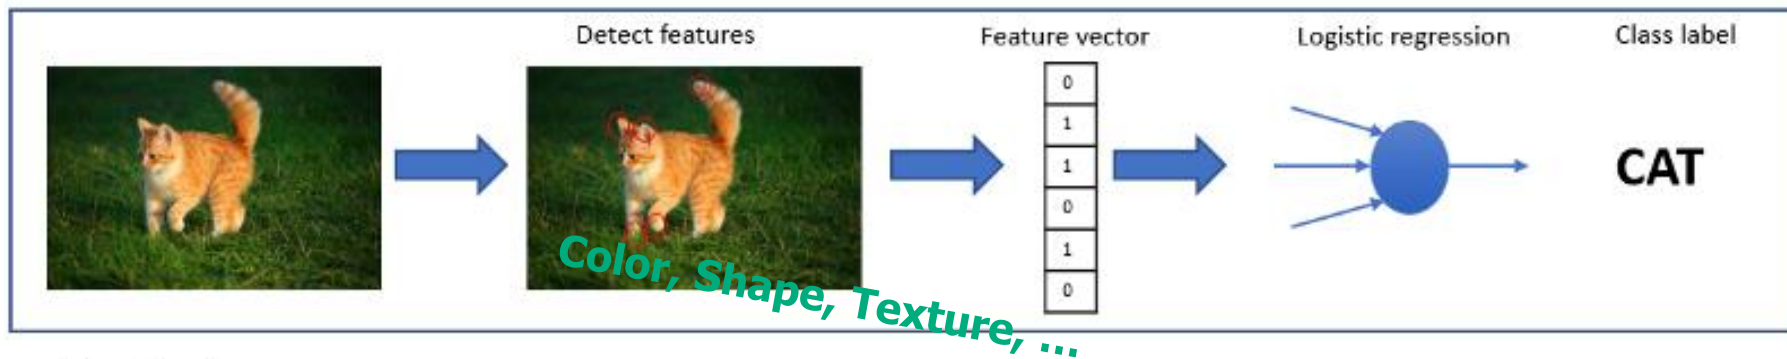 Detect features
Feature vector
Logistic regression
Class label
0
1
1
0
1
0
CAT
Color, Shape, Texture, ...